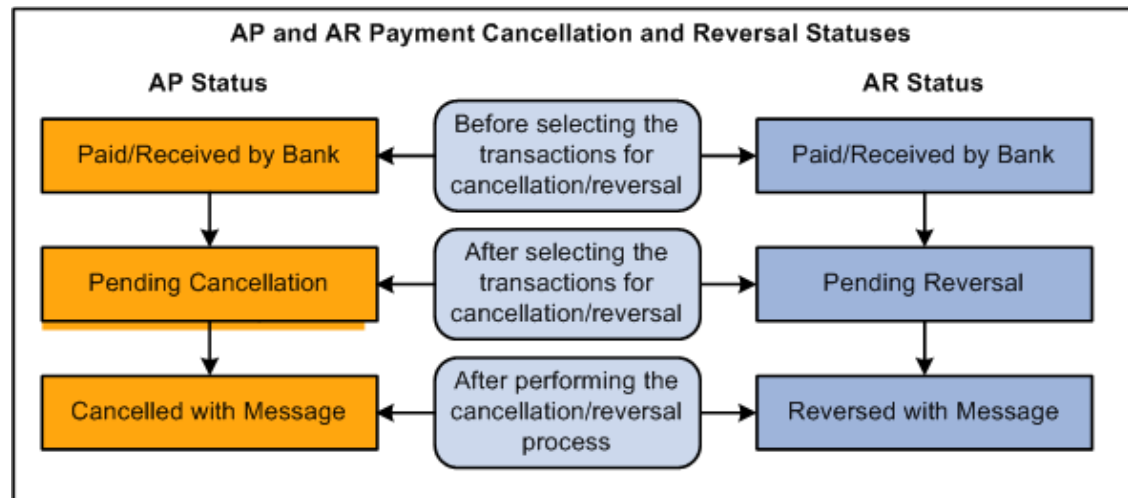 AP and AR Payment Cancellation and Reversal Statuses
AP Status
AR Status
Paid/Received by Bank
Before selecting the
transactions for
cancellation/reversal
Paid/Received by Bank
Pending Cancellation
After selecting the
transactions for
cancellation/reversal
Pending Reversal
Cancelled with Message
After performing the
cancellation/reversal
process
Reversed with Message